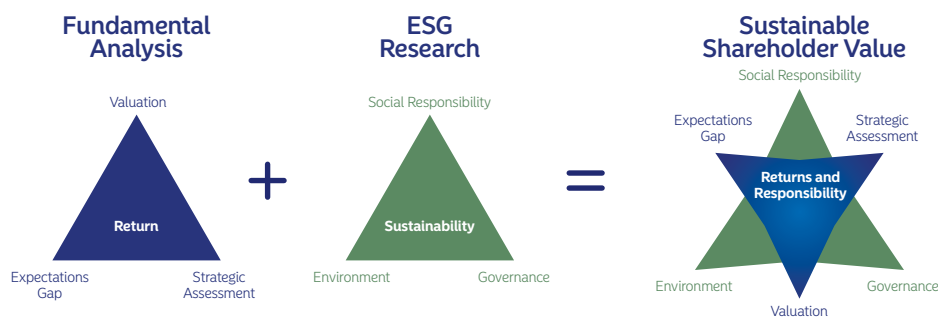 Fundamental
Analysis
Valuation
Return
Expectations
Gap
Strategic
Assessment
+
ESG
Research
Social Responsibility
Sustainability
Environment
Governance
=
Sustainable
Shareholder Value
Social Responsibility
Expectations
Gap
Strategic
Assessment
Returns and
Responsibility
Environment
Governance
Valuation